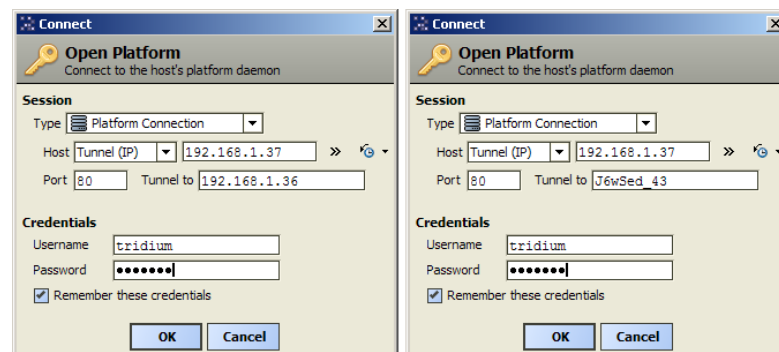 Connect
Open Platform
Connect to the host's platform daemon
Session
Type Platform Connection
Host Tunnel (IP) 192.168.1.37 »
Port 80 Tunnel to 192.168.1.36
Credentials
Username tridium
Password •••••••
Remember these credentials
OK Cancel
Connect
Open Platform
Connect to the host's platform daemon
Session
Type Platform Connection
Host Tunnel (IP) 192.168.1.37 »
Port 80 Tunnel to J6wSed_43
Credentials
Username tridium
Password •••••••
Remember these credentials
OK Cancel